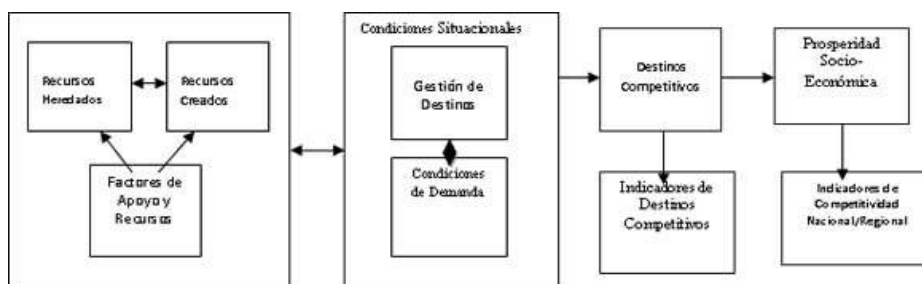 Recursos
Heredados
Recursos
Creados
Factores de
Apoyo y
Recursos
Condiciones Situacionales
Gestión de
Destinos
Condiciones
de Demanda
Destinos
Competitivos
Indicadores de
Destinos
Competitivos
Prosperidad
Socio-
Económica
Indicadores de
Competitividad
Nacional/Regional